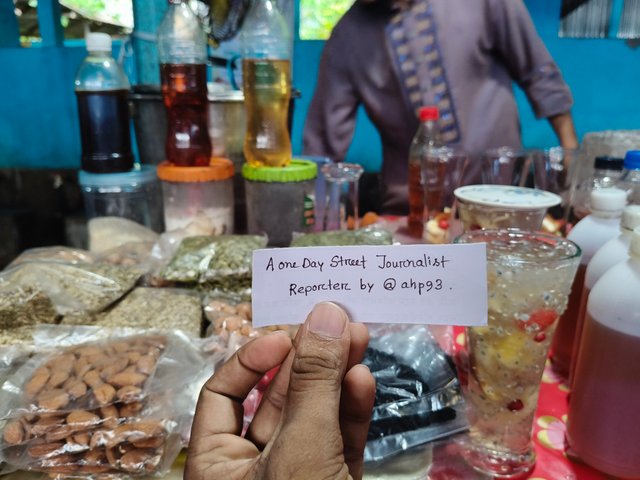 A one Day Street Journalist
Reporter by @ahp93.